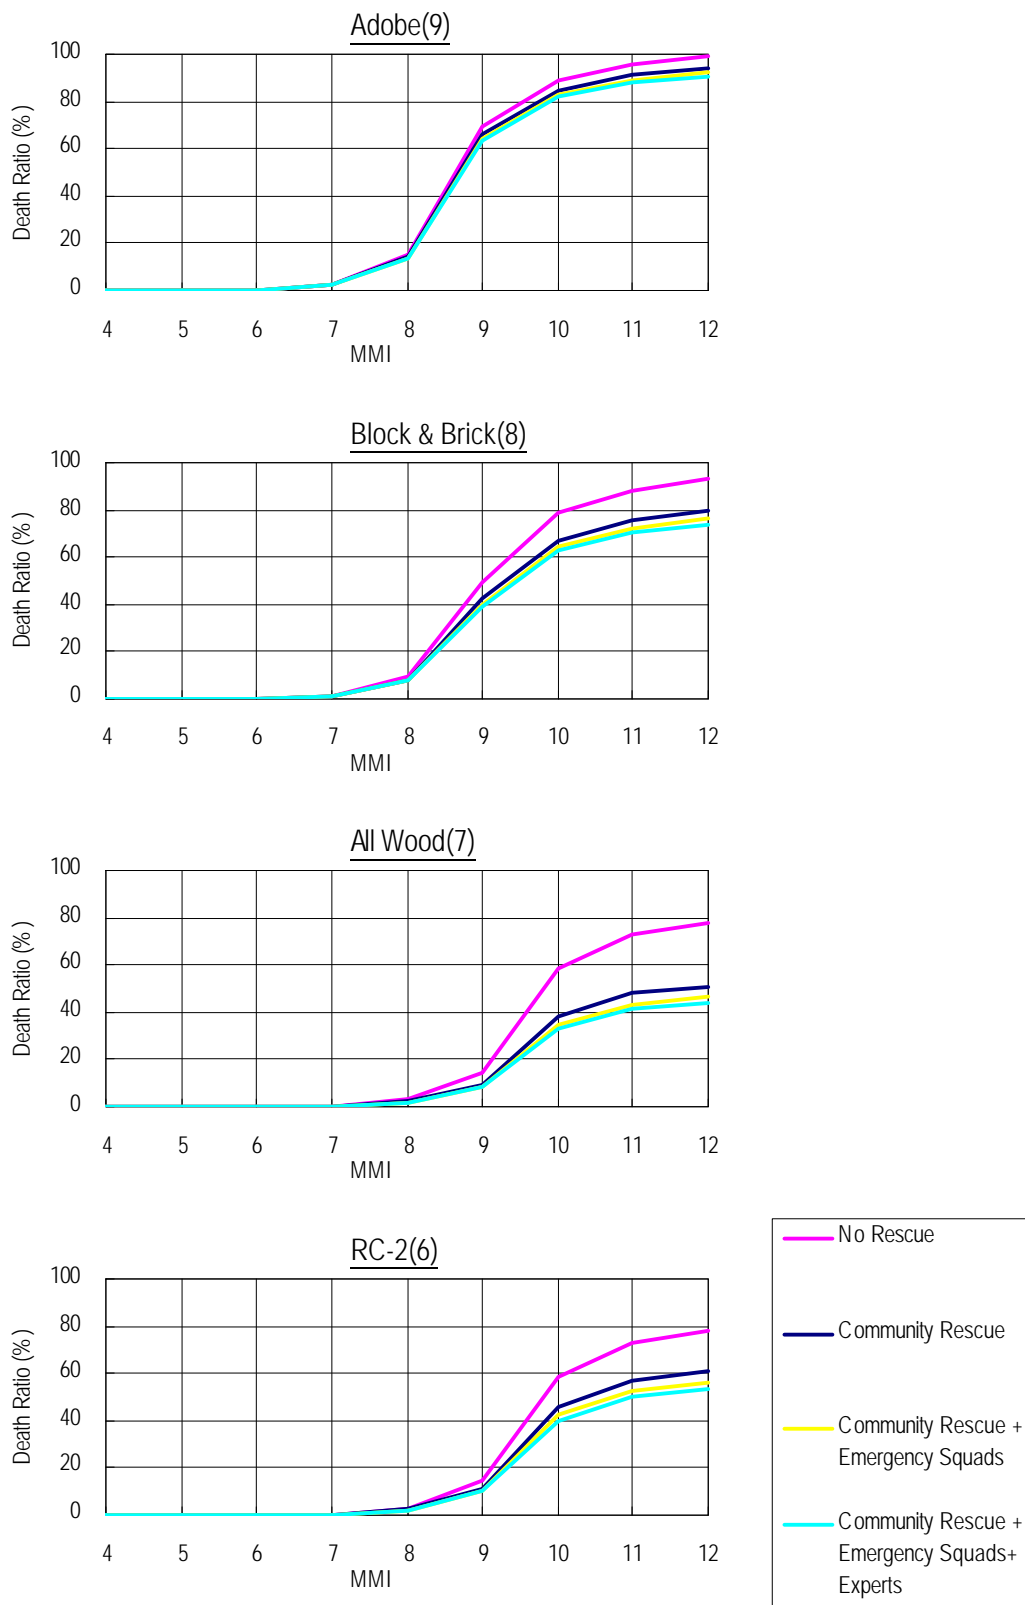 Adobe(9)
100
80
60
40
20
0
Death Ratio (%)
4 5 6 7 8 9 10 11 12
MMI
Block & Brick(8)
100
80
60
40
20
0
Death Ratio (%)
4 5 6 7 8 9 10 11 12
MMI
All Wood(7)
100
80
60
40
20
0
Death Ratio (%)
4 5 6 7 8 9 10 11 12
MMI
RC-2(6)
100
80
60
40
20
0
Death Ratio (%)
4 5 6 7 8 9 10 11 12
MMI
No Rescue
Community Rescue
Community Rescue +
Emergency Squads
Community Rescue +
Emergency Squads+
Experts